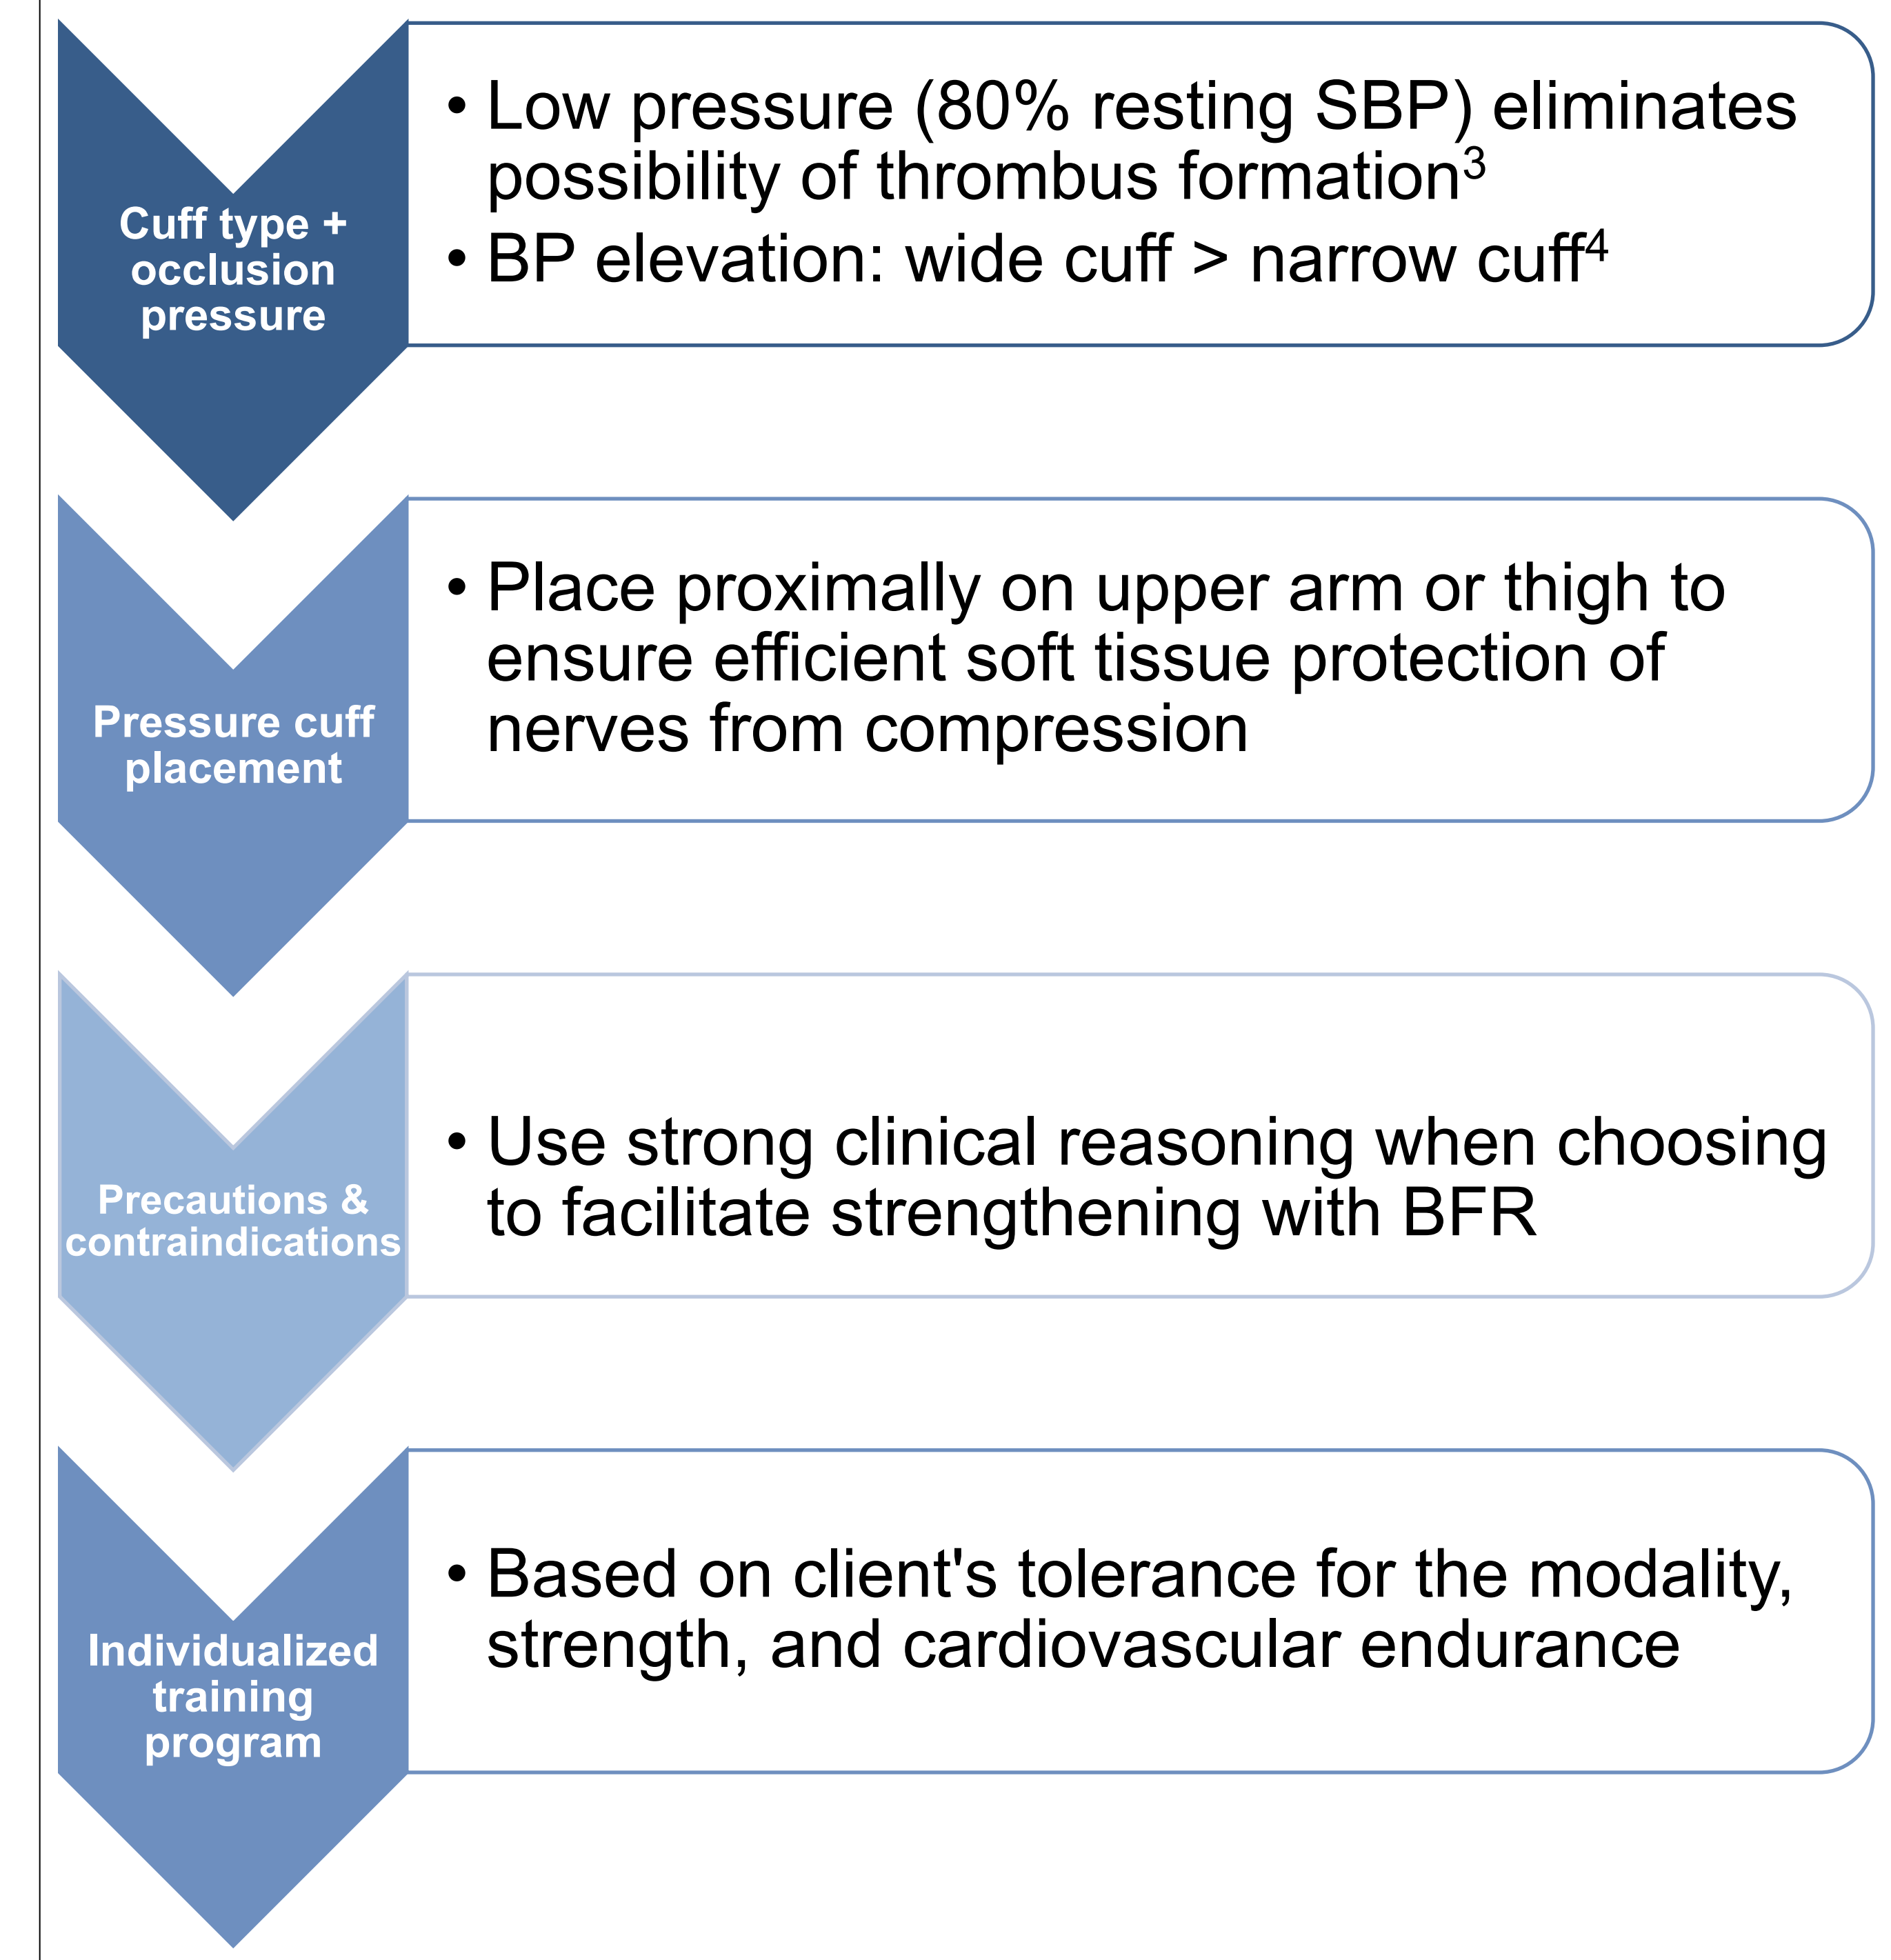 Cuff type +
occlusion
pressure
• Low pressure (80% resting SBP) eliminates
possibility of thrombus formation³
• BP elevation: wide cuff > narrow cuff⁴
Pressure cuff
placement
• Place proximally on upper arm or thigh to
ensure efficient soft tissue protection of
nerves from compression
Precautions &
contraindications
• Use strong clinical reasoning when choosing
to facilitate strengthening with BFR
Individualized
training
program
• Based on client's tolerance for the modality,
strength, and cardiovascular endurance